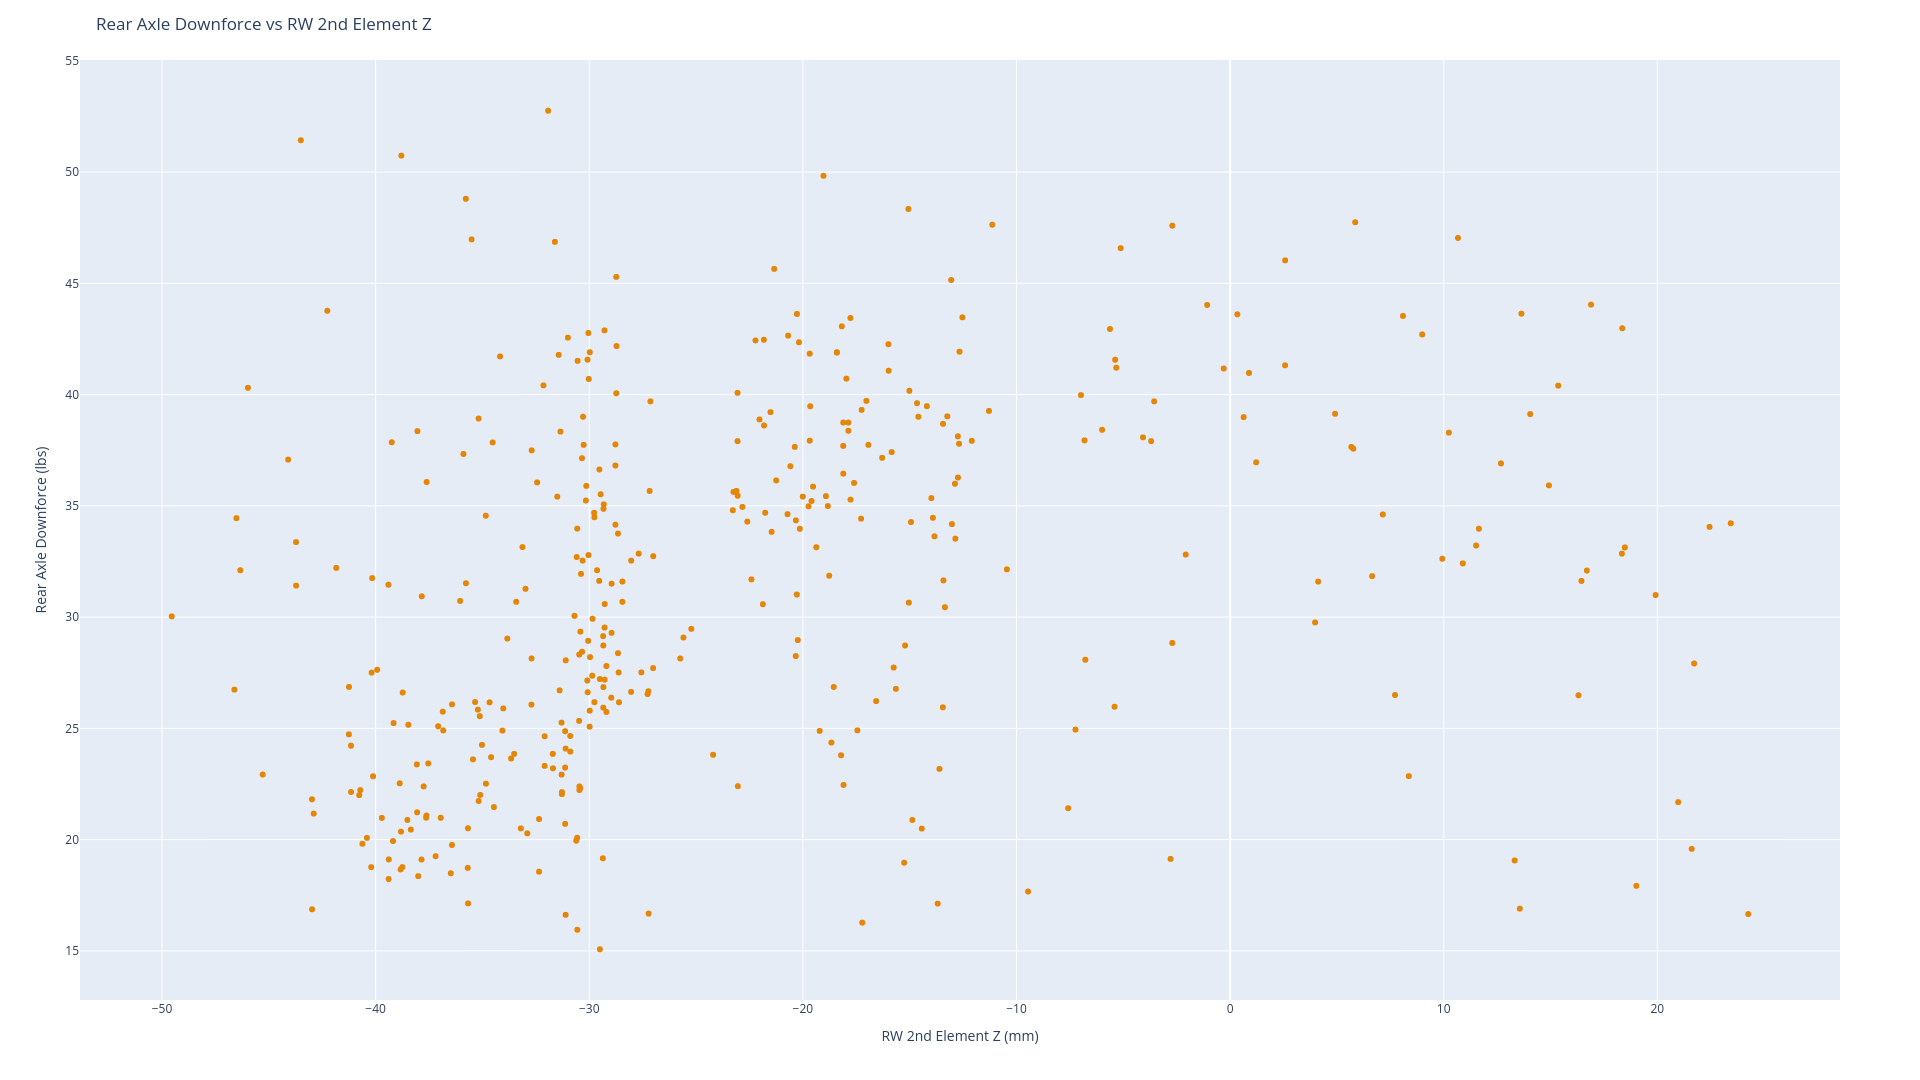 Rear Axle Downforce vs RW 2nd Element Z
55
50
45
40
35
30
25
20
15
Rear Axle Downforce (lbs)
−50 −40 −30 −20 −10 0 10 20
RW 2nd Element Z (mm)